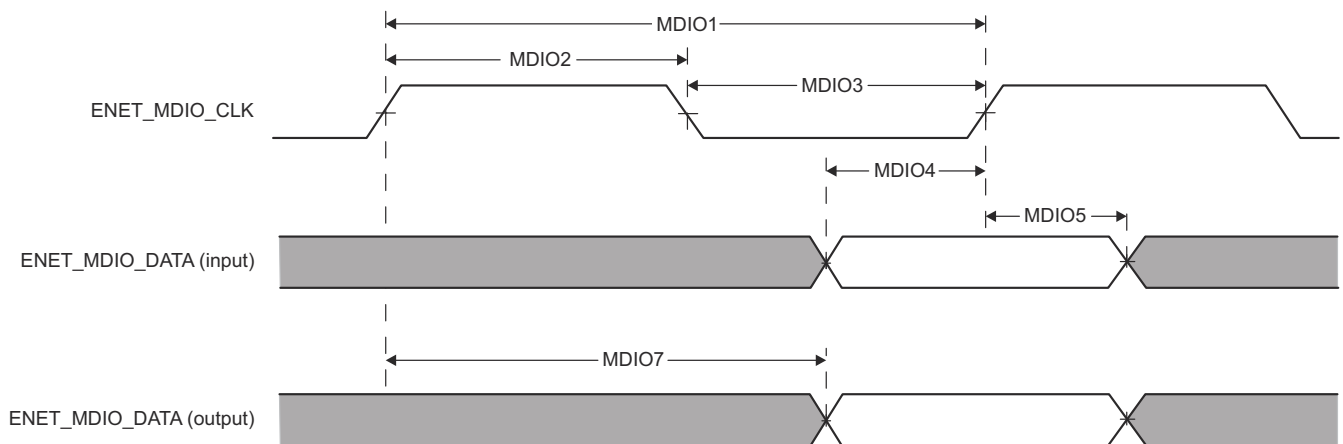 MDIO1
MDIO2
MDIO3
ENET_MDIO_CLK
MDIO4
MDIO5
ENET_MDIO_DATA (input)
MDIO7
ENET_MDIO_DATA (output)